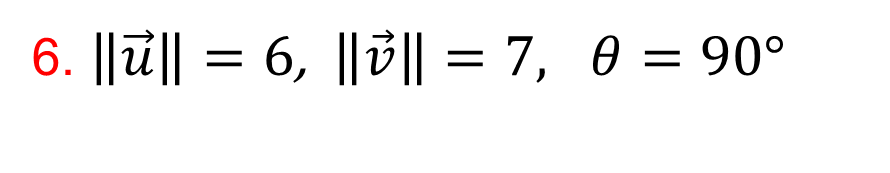 6. ‖u⃗‖ = 6, ‖v⃗‖ = 7, θ = 90°